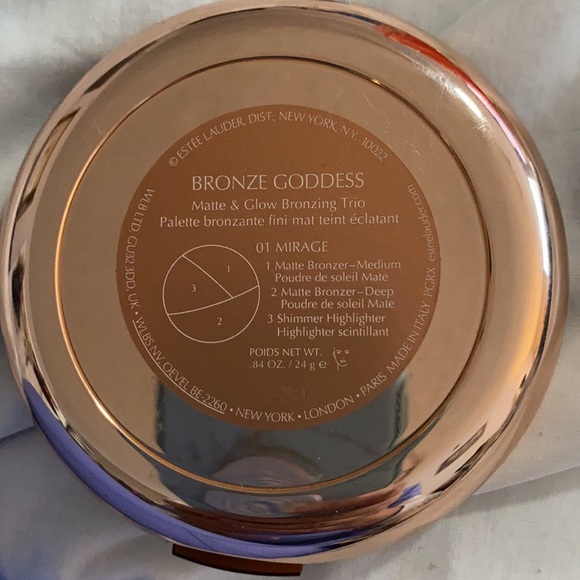 © ESTÉE LAUDER, DIST., NEW YORK, N.Y. 10022
BRONZE GODDESS
Matte & Glow Bronzing Trio
Palette bronzante fini mat teint éclatant
01 MIRAGE
1 Matte Bronzer–Medium
Poudre de soleil Mate
2 Matte Bronzer–Deep
Poudre de soleil Mate
3 Shimmer Highlighter
Highlighter scintillant
1
3
2
POIDS NET WT.
.84 OZ. / 24 g e
WLB LTD, GU32 3DD, UK • WLBS NV, OEVEL BE-2260 • NEW YORK • LONDON • PARIS MADE IN ITALY PGRX esteelauder.com